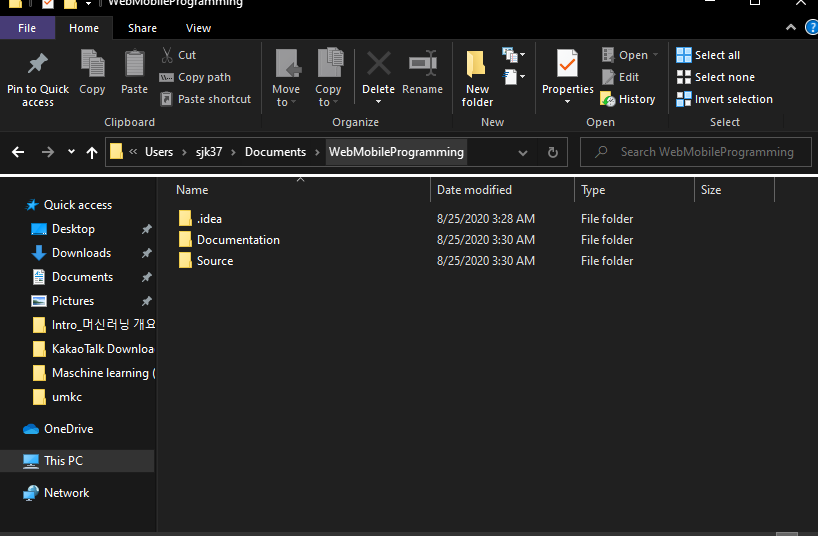 WebMobileProgramming
File Home Share View
Pin to Quick access
Copy
Paste
Cut
Copy path
Paste shortcut
Clipboard
Move to
Copy to
Delete
Rename
Organize
New folder
New
Properties
Open
Edit
History
Open
Select all
Select none
Invert selection
Select
« Users > sjk37 > Documents > WebMobileProgramming
Search WebMobileProgramming
Name Date modified Type Size
.idea 8/25/2020 3:28 AM File folder
Documentation 8/25/2020 3:30 AM File folder
Source 8/25/2020 3:30 AM File folder
Quick access
Desktop
Downloads
Documents
Pictures
Intro_머신러닝 개요
KakaoTalk Downloa
Maschine learning (
umkc
OneDrive
This PC
Network